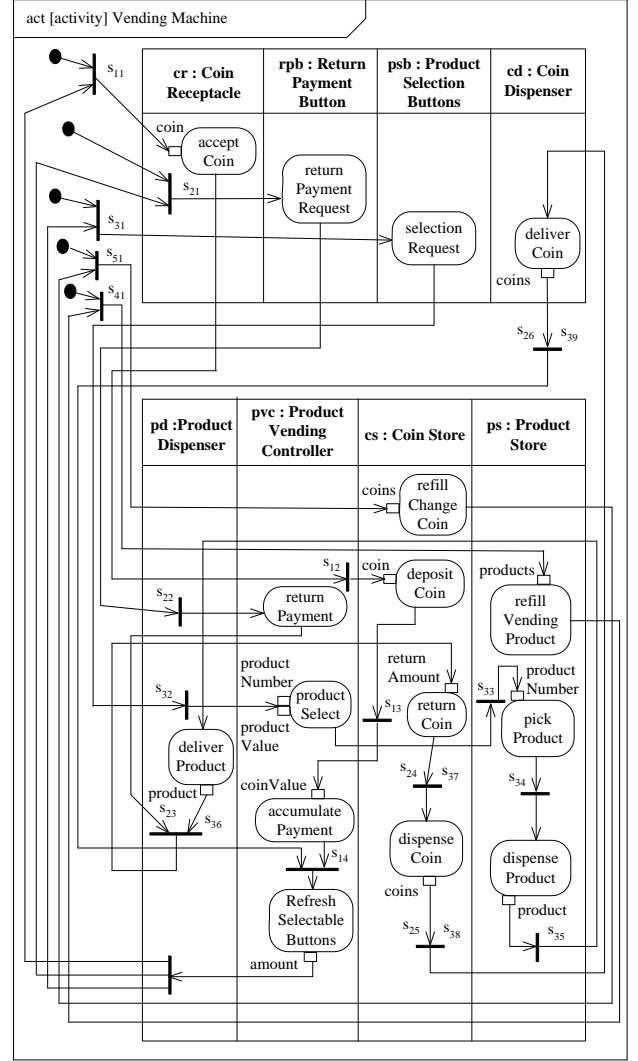 act [activity] Vending Machine
cr : Coin
Receptacle
rpb : Return
Payment
Button
psb : Product
Selection
Buttons
cd : Coin
Dispenser
s11
coin
accept
Coin
s21
return
Payment
Request
s31
selection
Request
deliver
Coin
s51
coins
s41
s26
s39
pd :Product
Dispenser
pvc : Product
Vending
Controller
cs : Coin Store
ps : Product
Store
coins
refill
Change
Coin
s12
coin
deposit
Coin
products
s22
return
Payment
refill
Vending
Product
return
Amount
product
Number
s32
product
Number
product
Select
product
Value
s13
return
Coin
s33
pick
Product
deliver
Product
product
s23
s36
coinValue
accumulate
Payment
s24
s37
s34
s14
dispense
Coin
coins
dispense
Product
product
Refresh
Selectable
Buttons
amount
s25
s38
s35